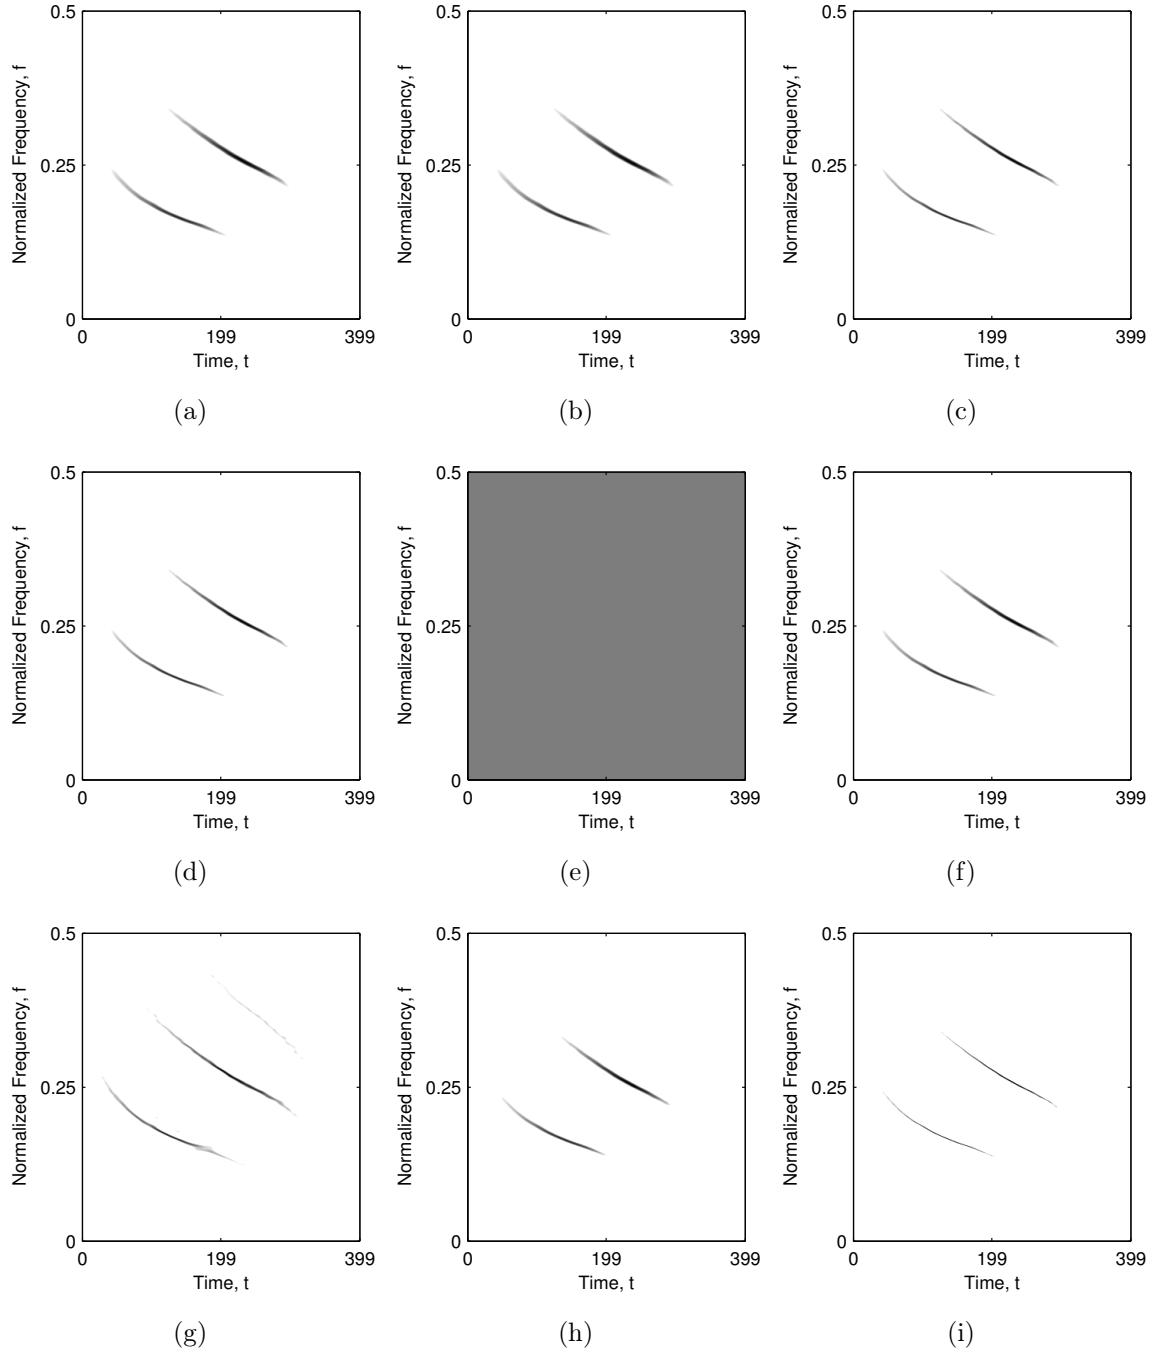 0.5 0.5 0.5
Normalized Frequency, f Normalized Frequency, f Normalized Frequency, f
0.25 0.25 0.25
0 0 0
0 199 399 0 199 399 0 199 399
Time, t Time, t Time, t
(a) (b) (c)
0.5 0.5 0.5
Normalized Frequency, f Normalized Frequency, f Normalized Frequency, f
0.25 0.25 0.25
0 0 0
0 199 399 0 199 399 0 199 399
Time, t Time, t Time, t
(d) (e) (f)
0.5 0.5 0.5
Normalized Frequency, f Normalized Frequency, f Normalized Frequency, f
0.25 0.25 0.25
0 0 0
0 199 399 0 199 399 0 199 399
Time, t Time, t Time, t
(g) (h) (i)